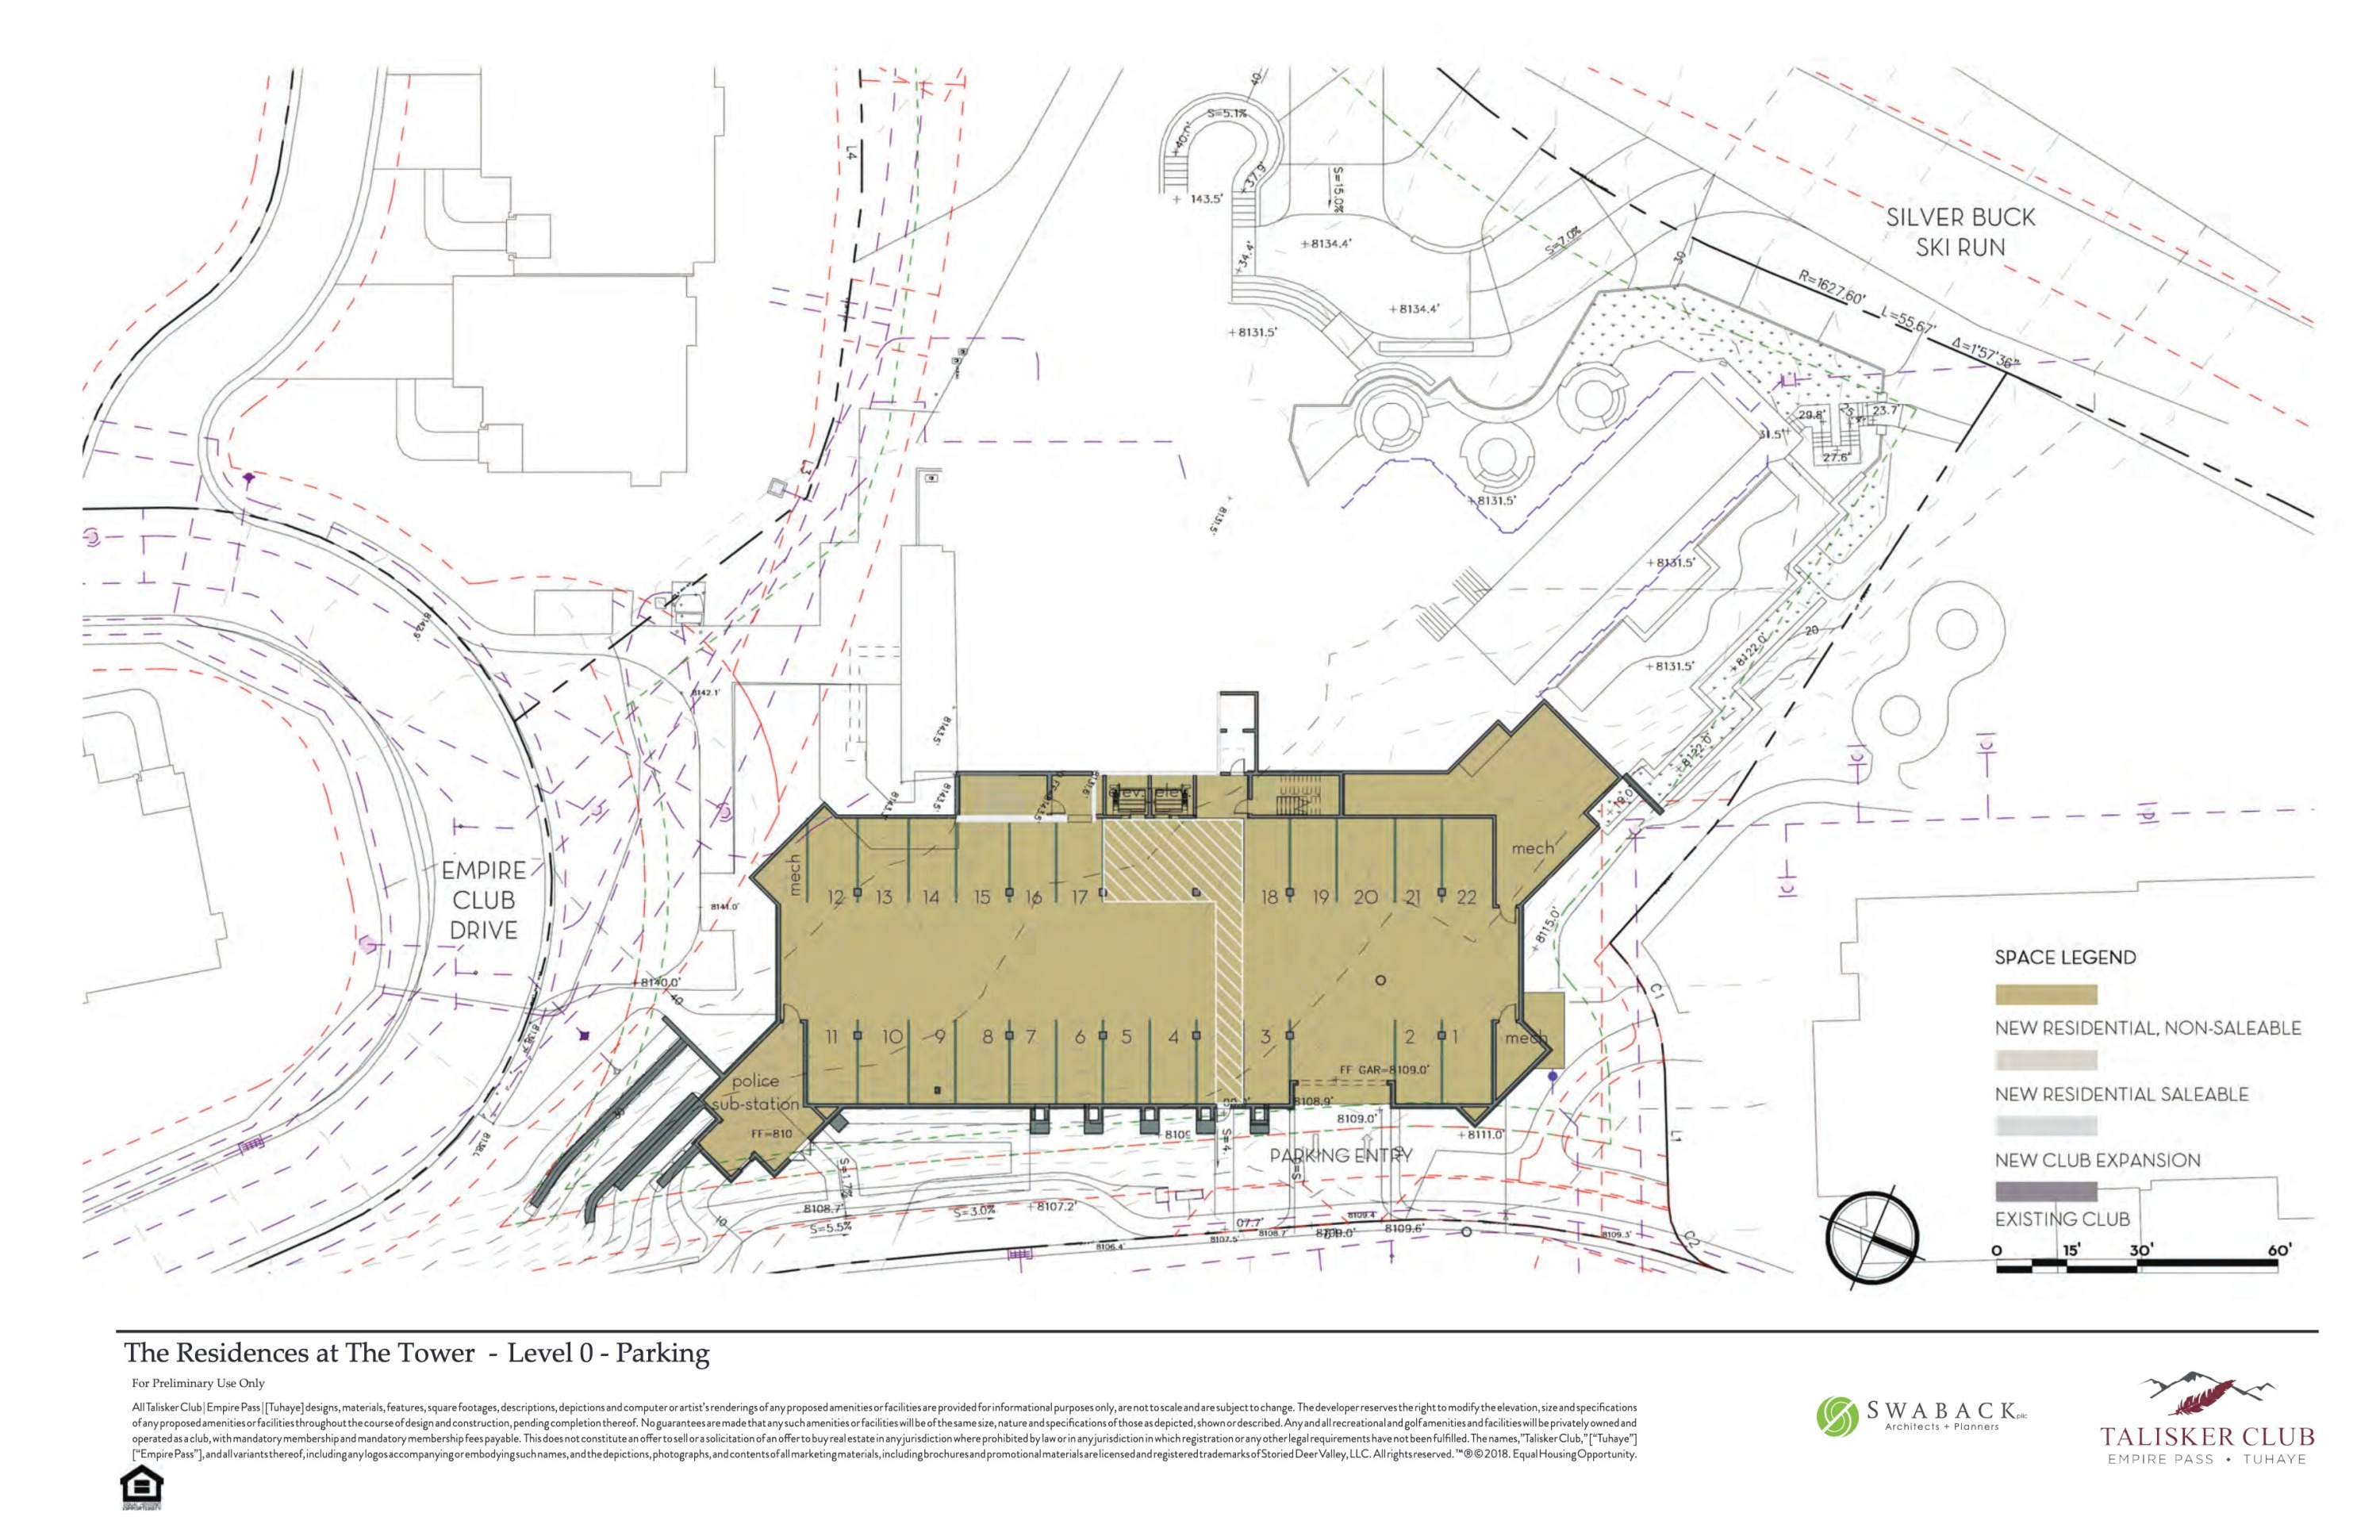 L4
S=5.1%
40
+40.0'
+37.9'
+ 143.5'
S=15.0%
+34.4'
+8134.4'
S=7.0%
30
SILVER BUCK
SKI RUN
R=1627.60'
L=55.67'
Δ=1°57'36"
+8134.4'
+8131.5'
29.8'
23.7'
31.5'+
27.6'
L3
+8131.5'
8131.5'
+8131.5'
8142.9'
20
+8122.0'
+8131.5'
8142.1'
8143.5'
+8122.0'
8143.5'
elev.
elev.
mech
mech
12
13
14
15
16
17
18
19
20
21
22
EMPIRE
CLUB
DRIVE
8141.0'
+ 8115.0'
+8140.0'
40
C1
SPACE LEGEND
NEW RESIDENTIAL, NON-SALEABLE
NEW RESIDENTIAL SALEABLE
NEW CLUB EXPANSION
EXISTING CLUB
0
15'
30'
60'
11
10
9
8
7
6
5
4
3
2
1
mech
FF GAR=8109.0'
police
sub-station
FF=810
8108.9'
8109.0'
+8111.0'
PARKING ENTRY
L1
S=4.
8108.7'
S=5.5%
S=3.0%
+8107.2'
10
07.7'
8109.4
8109.6'
8106.4'
8107.5'
8108.7'
8109.3'
C2
The Residences at The Tower - Level 0 - Parking
For Preliminary Use Only
All Talisker Club | Empire Pass | [Tuhaye] designs, materials, features, square footages, descriptions, depictions and computer or artist's renderings of any proposed amenities or facilities are provided for informational purposes only, are not to scale and are subject to change. The developer reserves the right to modify the elevation, size and specifications
of any proposed amenities or facilities throughout the course of design and construction, pending completion thereof. No guarantees are made that any such amenities or facilities will be of the same size, nature and specifications of those as depicted, shown or described. Any and all recreational and golf amenities and facilities will be privately owned and
operated as a club, with mandatory membership and mandatory membership fees payable. This does not constitute an offer to sell or a solicitation of an offer to buy real estate in any jurisdiction where prohibited by law or in any jurisdiction in which registration or any other legal requirements have not been fulfilled. The names, "Talisker Club," ["Tuhaye"]
["Empire Pass"], and all variants thereof, including any logos accompanying or embodying such names, and the depictions, photographs, and contents of all marketing materials, including brochures and promotional materials are licensed and registered trademarks of Storied Deer Valley, LLC. All rights reserved. ™®©2018. Equal Housing Opportunity.
SWABACK pllc
Architects + Planners
TALISKER CLUB
EMPIRE PASS • TUHAYE